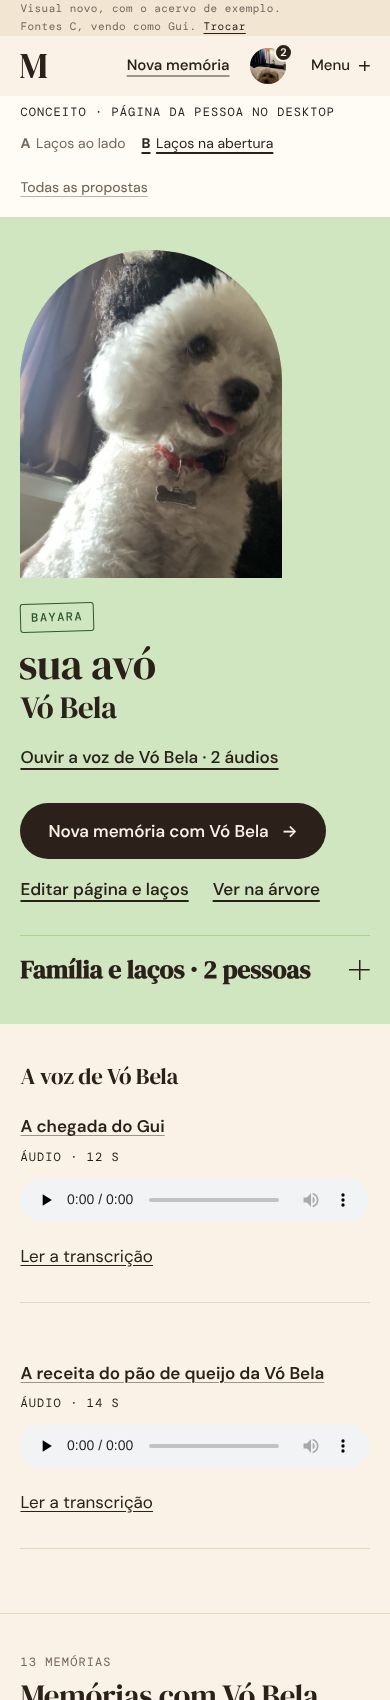 Visual novo, com o acervo de exemplo.
Fontes C, vendo como Gui. Trocar
M
Nova memória
2
Menu +
CONCEITO · PÁGINA DA PESSOA NO DESKTOP
A Laços ao lado
B Laços na abertura
Todas as propostas
BAYARA
sua avó
Vó Bela
Ouvir a voz de Vó Bela · 2 áudios
Nova memória com Vó Bela →
Editar página e laços
Ver na árvore
Família e laços · 2 pessoas
A voz de Vó Bela
A chegada do Gui
ÁUDIO · 12 S
0:00 / 0:00
Ler a transcrição
A receita do pão de queijo da Vó Bela
ÁUDIO · 14 S
0:00 / 0:00
Ler a transcrição
13 MEMÓRIAS
Memórias com Vó Bela